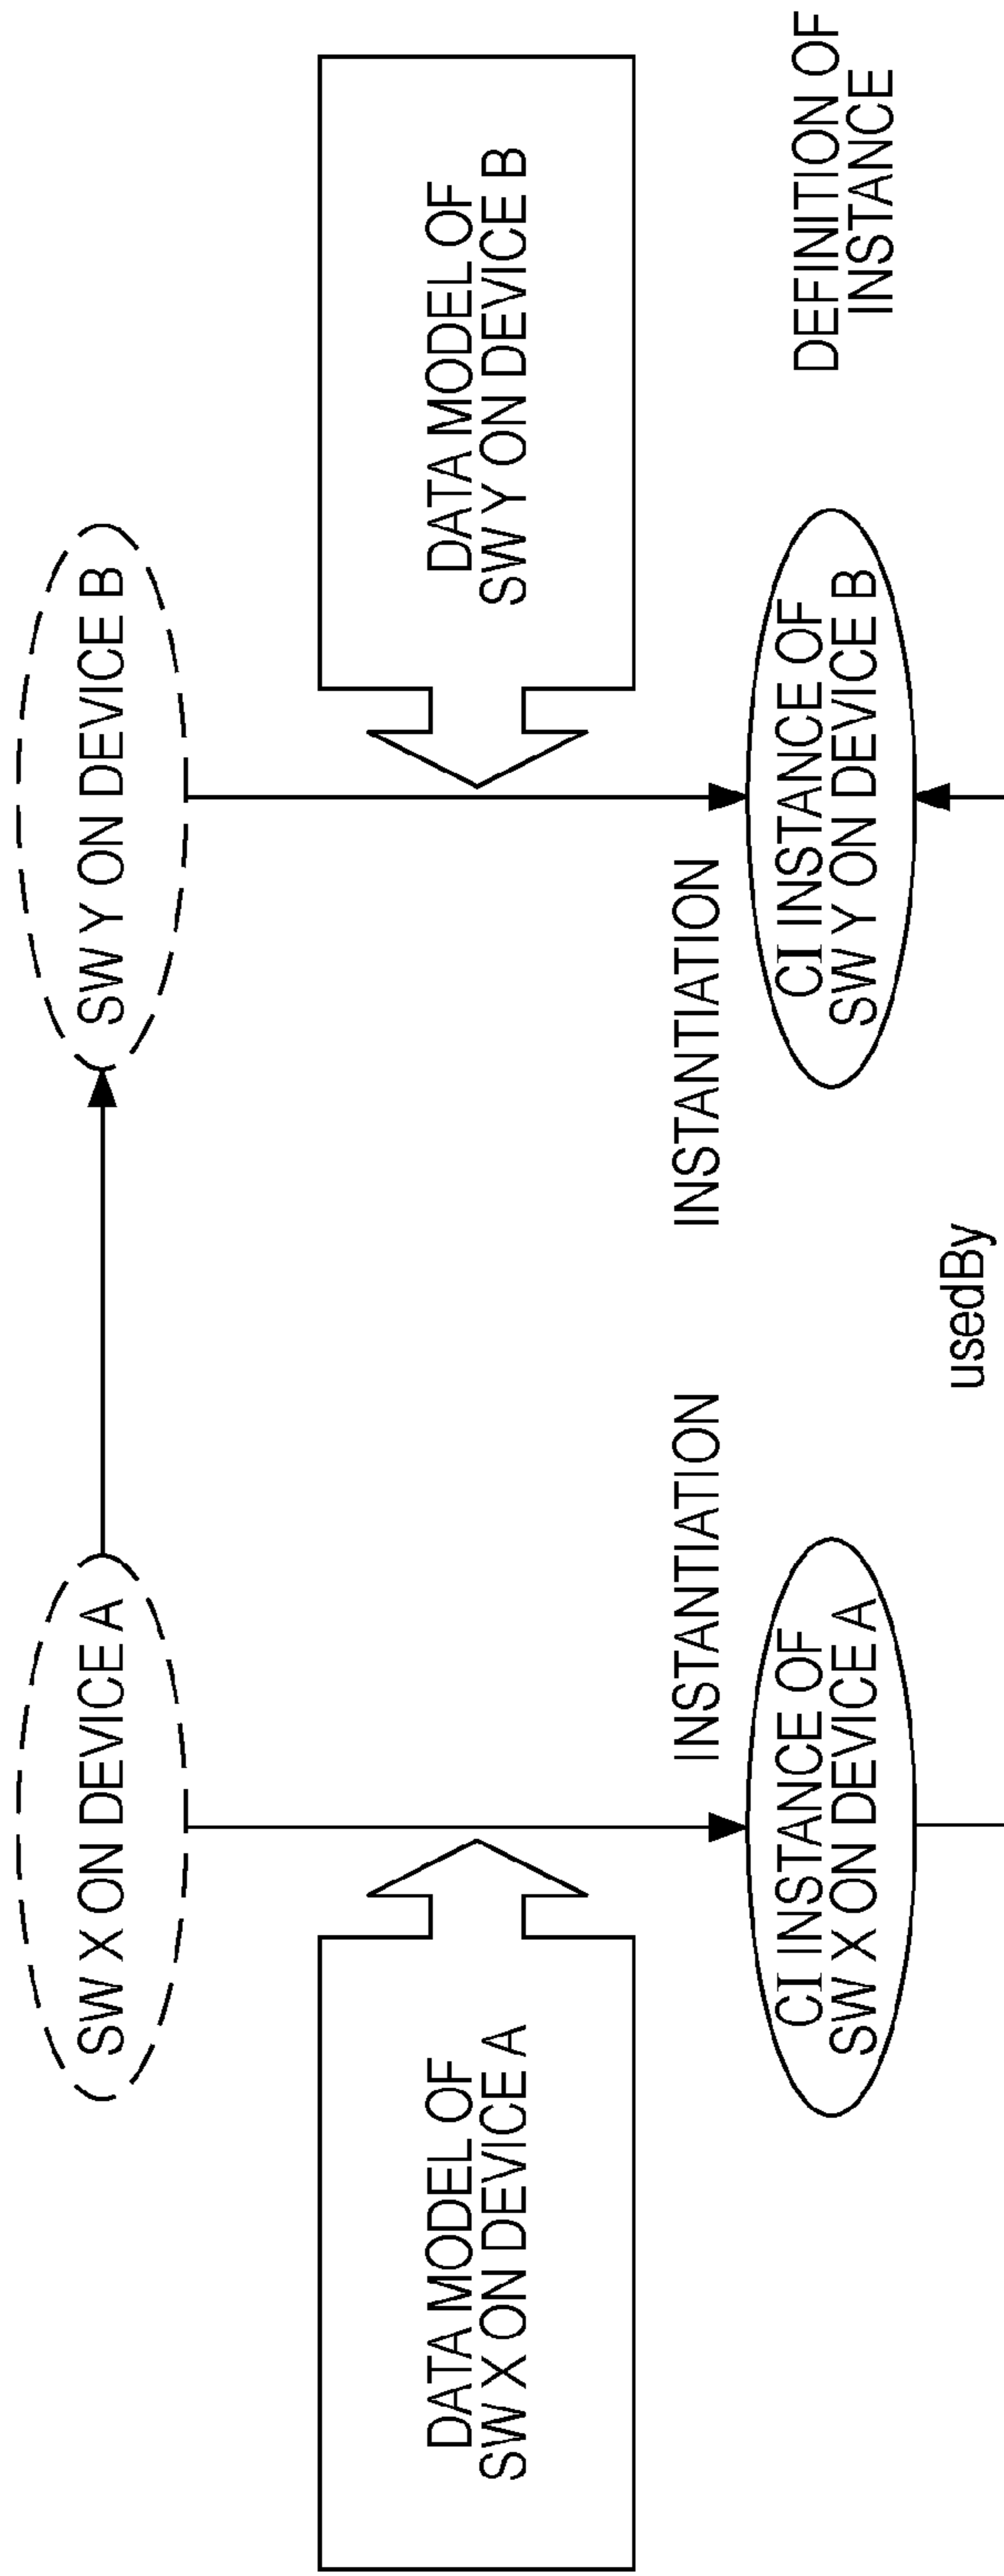 SW X ON DEVICE A
SW Y ON DEVICE B
DATA MODEL OF
SW X ON DEVICE A
DATA MODEL OF
SW Y ON DEVICE B
INSTANTIATION
INSTANTIATION
CI INSTANCE OF
SW X ON DEVICE A
CI INSTANCE OF
SW Y ON DEVICE B
DEFINITION OF
INSTANCE
usedBy